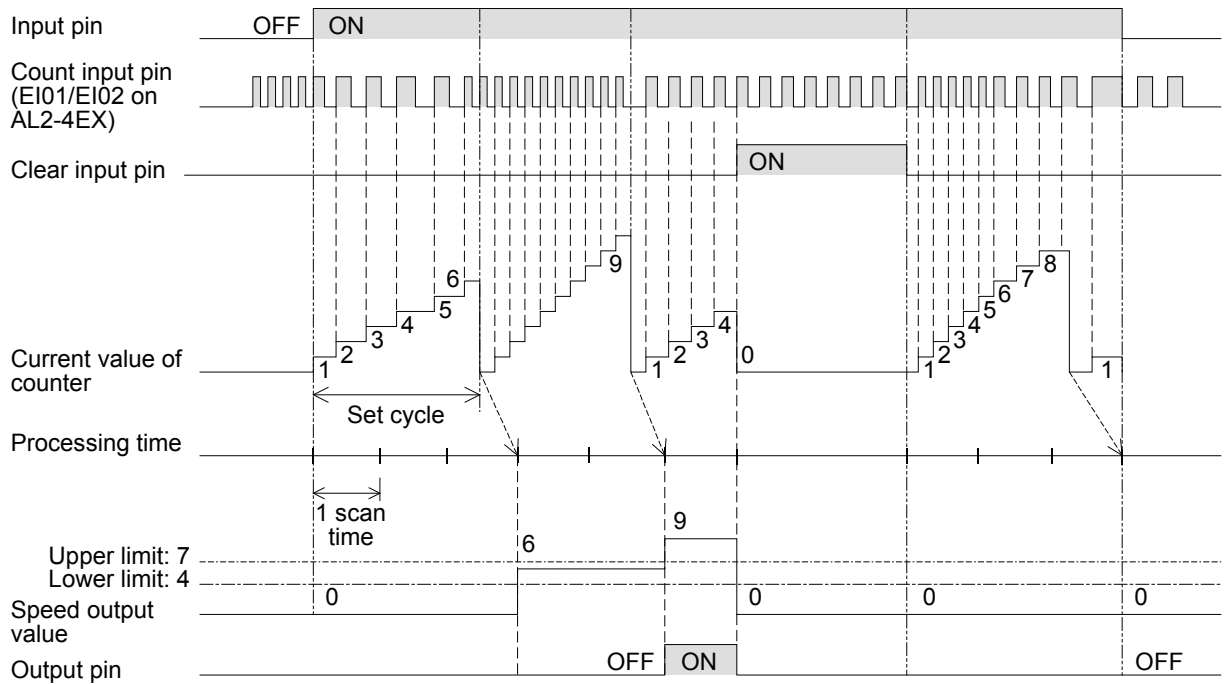 Input pin OFF ON
Count input pin
(EI01/EI02 on
AL2-4EX)
Clear input pin ON
1 2 3 4 5 6 9 1 2 3 4 0 1 2 3 4 5 6 7 8 1
Current value of
counter
Set cycle
Processing time
1 scan
time
6 9
Upper limit: 7
Lower limit: 4
Speed output
value
0 0 0 0
Output pin OFF ON OFF